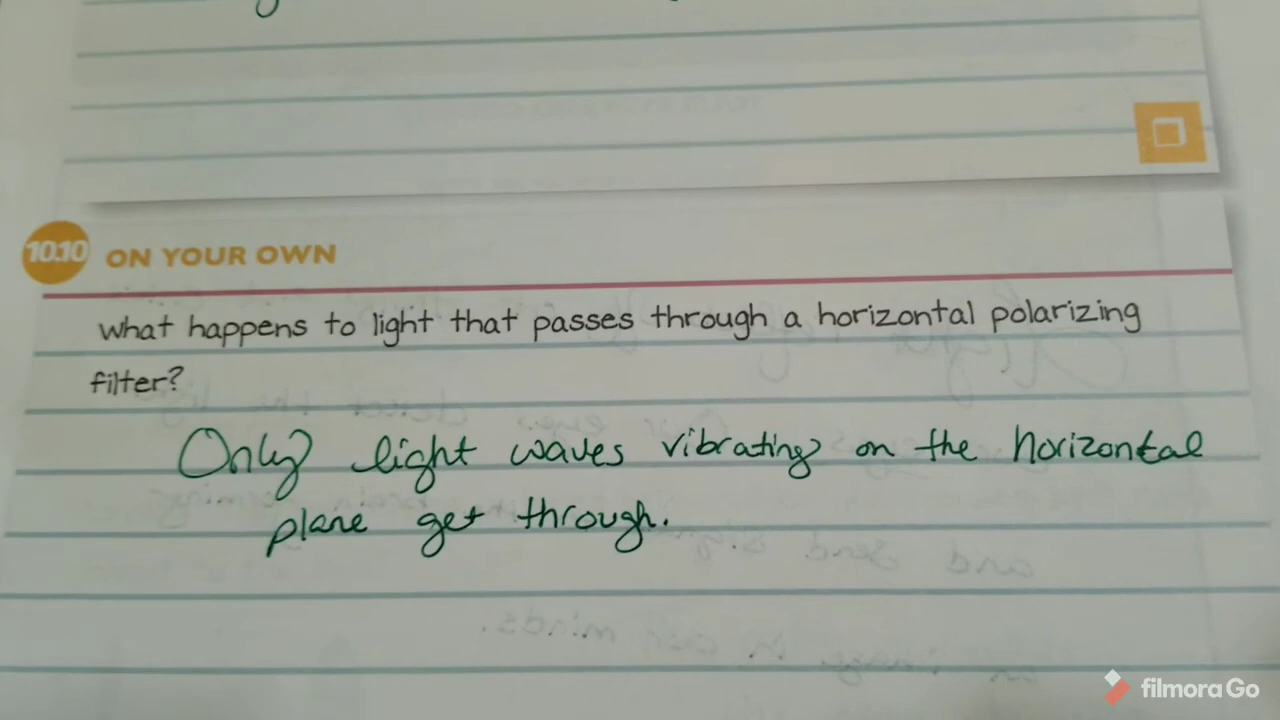 10.10 ON YOUR OWN
what happens to light that passes through a horizontal polarizing
filter?
Only light waves vibrating on the horizontal
plane get through.
filmoraGo